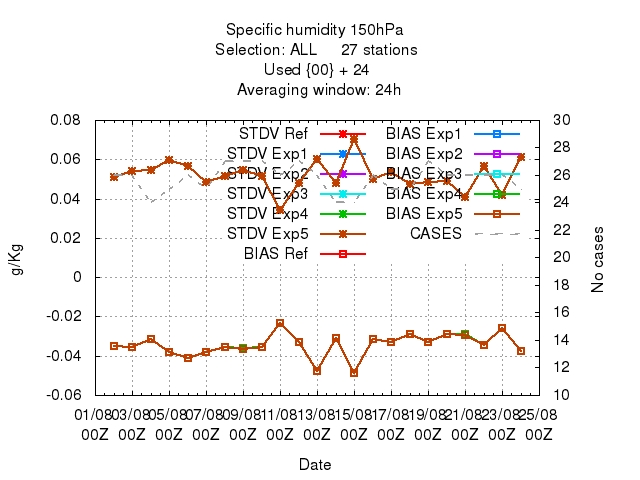 Specific humidity 150hPa
Selection: ALL 27 stations
Used {00} + 24
Averaging window: 24h
0.08
0.06
0.04
0.02
0
-0.02
-0.04
-0.06
g/Kg
30
28
26
24
22
20
18
16
14
12
10
No cases
STDV Ref
STDV Exp1
STDV Exp2
STDV Exp3
STDV Exp4
STDV Exp5
BIAS Ref
BIAS Exp1
BIAS Exp2
BIAS Exp3
BIAS Exp4
BIAS Exp5
CASES
01/08 03/08 05/08 07/08 09/08 11/08 13/08 15/08 17/08 19/08 21/08 23/08 25/08
00Z 00Z 00Z 00Z 00Z 00Z 00Z 00Z 00Z 00Z 00Z 00Z 00Z
Date